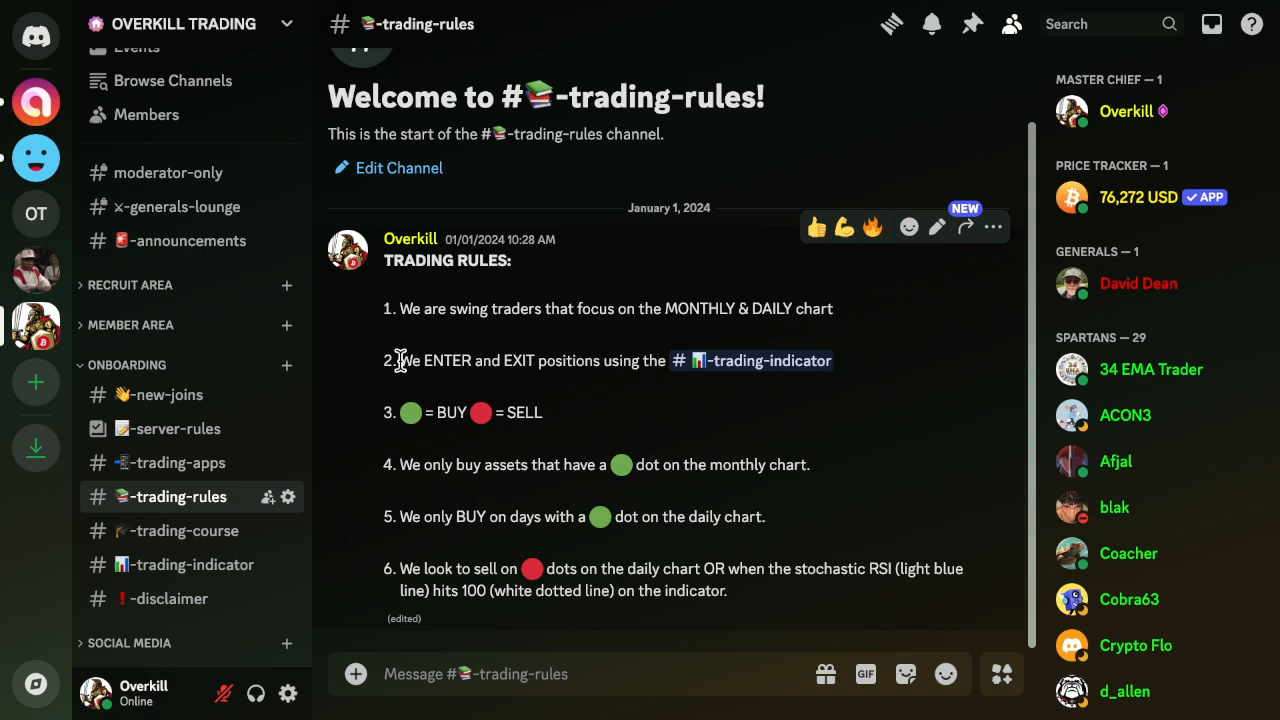 OVERKILL TRADING
Events
Browse Channels
Members
moderator-only
⚔-generals-lounge
🚨-announcements
RECRUIT AREA
MEMBER AREA
ONBOARDING
👋-new-joins
📝-server-rules
📲-trading-apps
📚-trading-rules
🎓-trading-course
📊-trading-indicator
❗-disclaimer
SOCIAL MEDIA
Overkill
Online
OT
# 📚-trading-rules
Search
Welcome to #📚-trading-rules!
This is the start of the #📚-trading-rules channel.
Edit Channel
January 1, 2024
NEW
Overkill 01/01/2024 10:28 AM
TRADING RULES:
1. We are swing traders that focus on the MONTHLY & DAILY chart
2. We ENTER and EXIT positions using the # 📊-trading-indicator
3. 🟢 = BUY 🔴 = SELL
4. We only buy assets that have a 🟢 dot on the monthly chart.
5. We only BUY on days with a 🟢 dot on the daily chart.
6. We look to sell on 🔴 dots on the daily chart OR when the stochastic RSI (light blue
line) hits 100 (white dotted line) on the indicator.
(edited)
Message #📚-trading-rules
GIF
MASTER CHIEF — 1
Overkill
PRICE TRACKER — 1
76,272 USD ✓ APP
GENERALS — 1
David Dean
SPARTANS — 29
34 EMA Trader
ACON3
Afjal
blak
Coacher
Cobra63
Crypto Flo
d_allen